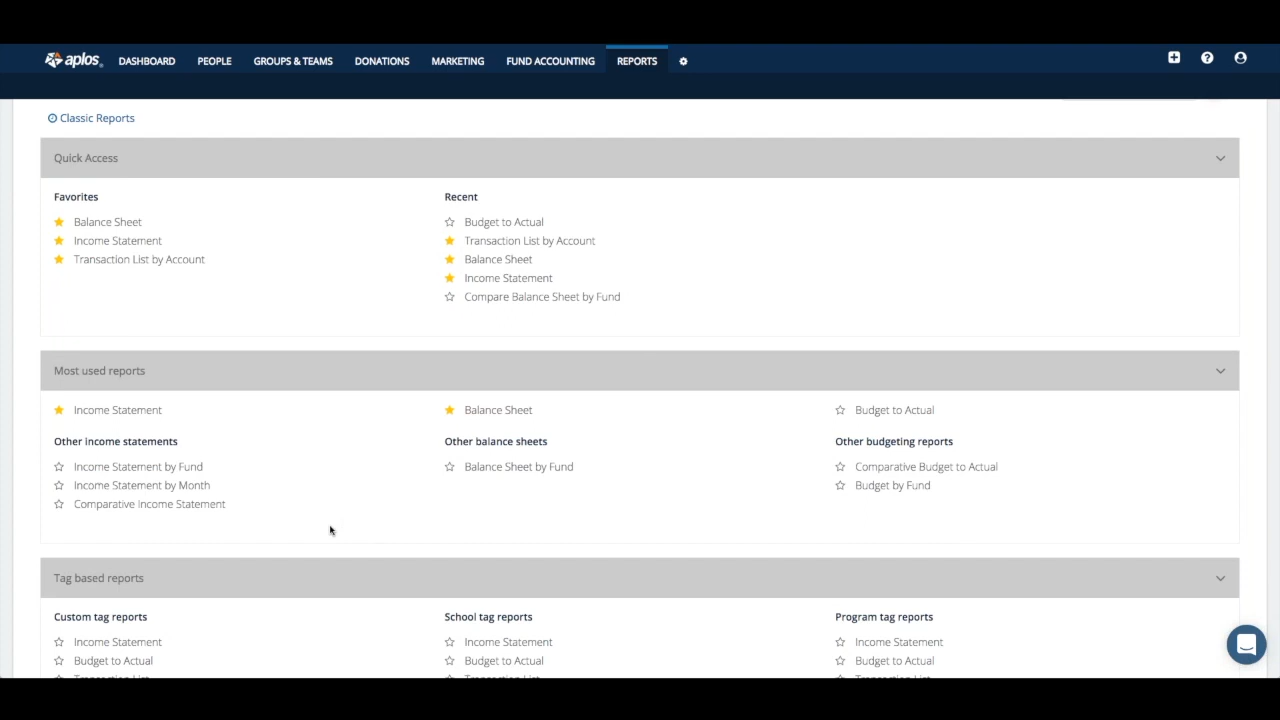 aplos
DASHBOARD
PEOPLE
GROUPS & TEAMS
DONATIONS
MARKETING
FUND ACCOUNTING
REPORTS
Classic Reports
Quick Access
Favorites
Balance Sheet
Income Statement
Transaction List by Account
Recent
Budget to Actual
Transaction List by Account
Balance Sheet
Income Statement
Compare Balance Sheet by Fund
Most used reports
Income Statement
Other income statements
Income Statement by Fund
Income Statement by Month
Comparative Income Statement
Balance Sheet
Other balance sheets
Balance Sheet by Fund
Budget to Actual
Other budgeting reports
Comparative Budget to Actual
Budget by Fund
Tag based reports
Custom tag reports
Income Statement
Budget to Actual
School tag reports
Income Statement
Budget to Actual
Program tag reports
Income Statement
Budget to Actual